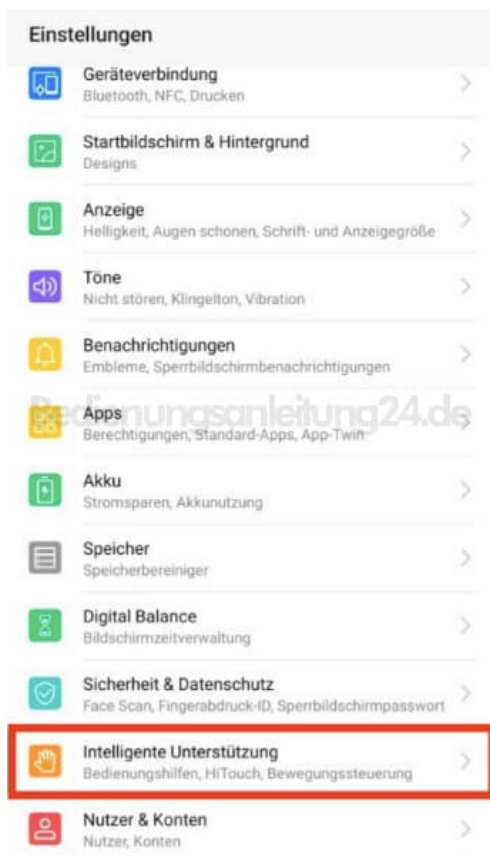 Einstellungen
Geräteverbindung
Bluetooth, NFC, Drucken
Startbildschirm & Hintergrund
Designs
Anzeige
Helligkeit, Augen schonen, Schrift- und Anzeigegröße
Töne
Nicht stören, Klingelton, Vibration
Benachrichtigungen
Embleme, Sperrbildschirmbenachrichtigungen
Bedienungsanleitung24.de
Apps
Berechtigungen, Standard-Apps, App-Twin
Akku
Stromsparen, Akkunutzung
Speicher
Speicherbereiniger
Digital Balance
Bildschirmzeitverwaltung
Sicherheit & Datenschutz
Face Scan, Fingerabdruck-ID, Sperrbildschirmpasswort
Intelligente Unterstützung
Bedienungshilfen, HiTouch, Bewegungssteuerung
Nutzer & Konten
Nutzer, Konten